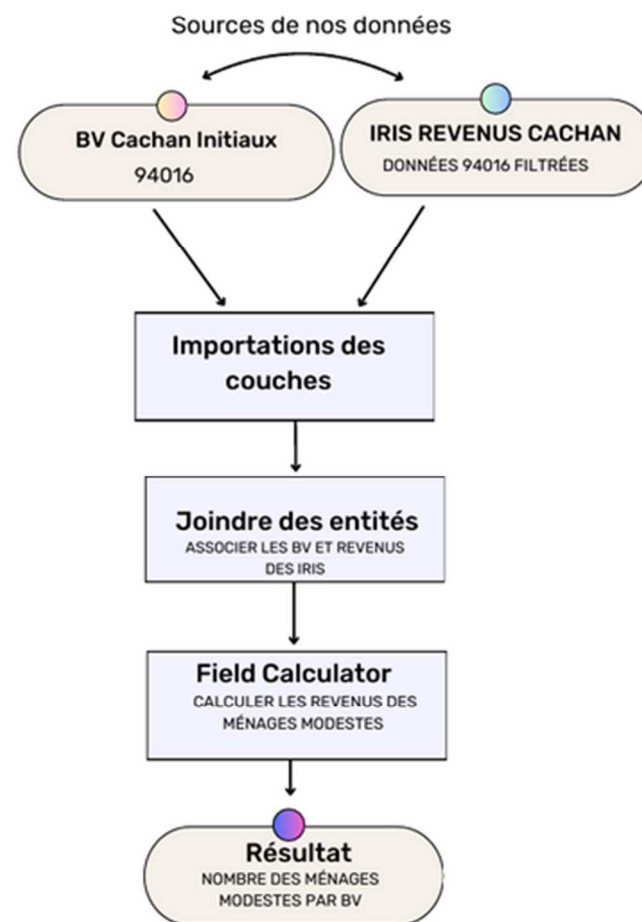 Sources de nos données
BV Cachan Initiaux
94016
IRIS REVENUS CACHAN
DONNÉES 94016 FILTRÉES
Importations des
couches
Joindre des entités
ASSOCIER LES BV ET REVENUS
DES IRIS
Field Calculator
CALCULER LES REVENUS DES
MÉNAGES MODESTES
Résultat
NOMBRE DES MÉNAGES
MODESTES PAR BV